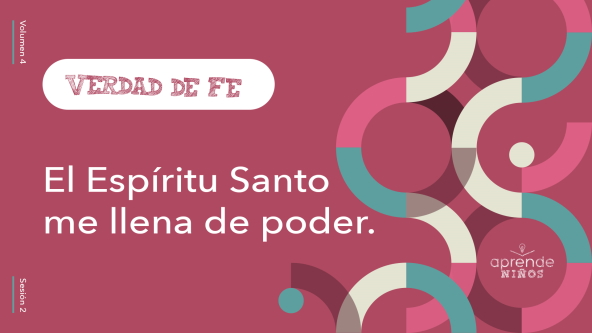 Volumen 4
VERDAD DE FE
El Espíritu Santo
me llena de poder.
Sesión 2
aprende
NIÑOS